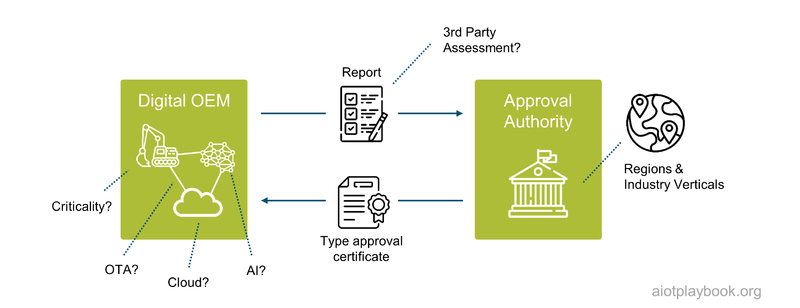 3rd Party
Assessment?
Report
Digital OEM
Approval
Authority
Regions &
Industry Verticals
Criticality?
OTA?
Cloud?
AI?
Type approval
certificate
aiotplaybook.org